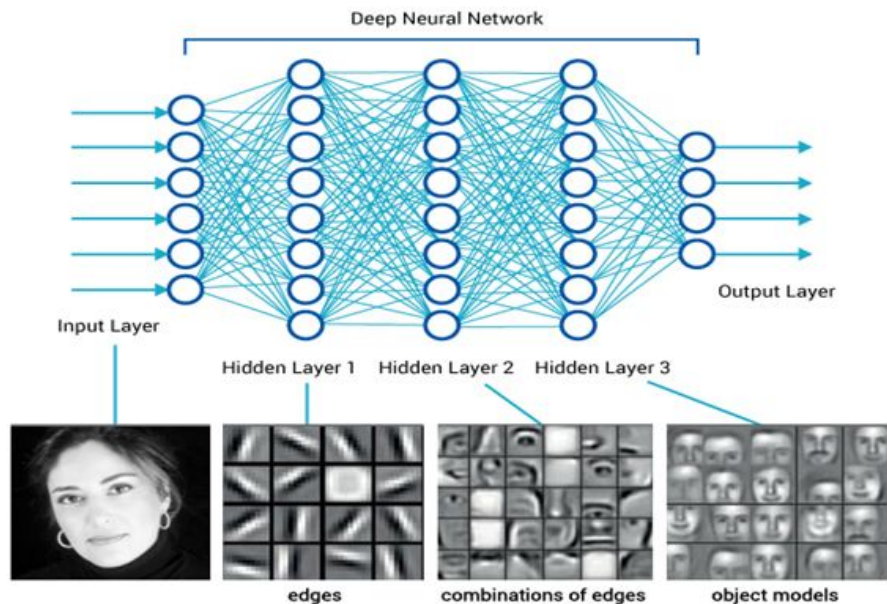 Deep Neural Network
Input Layer
Output Layer
Hidden Layer 1
Hidden Layer 2
Hidden Layer 3
edges
combinations of edges
object models